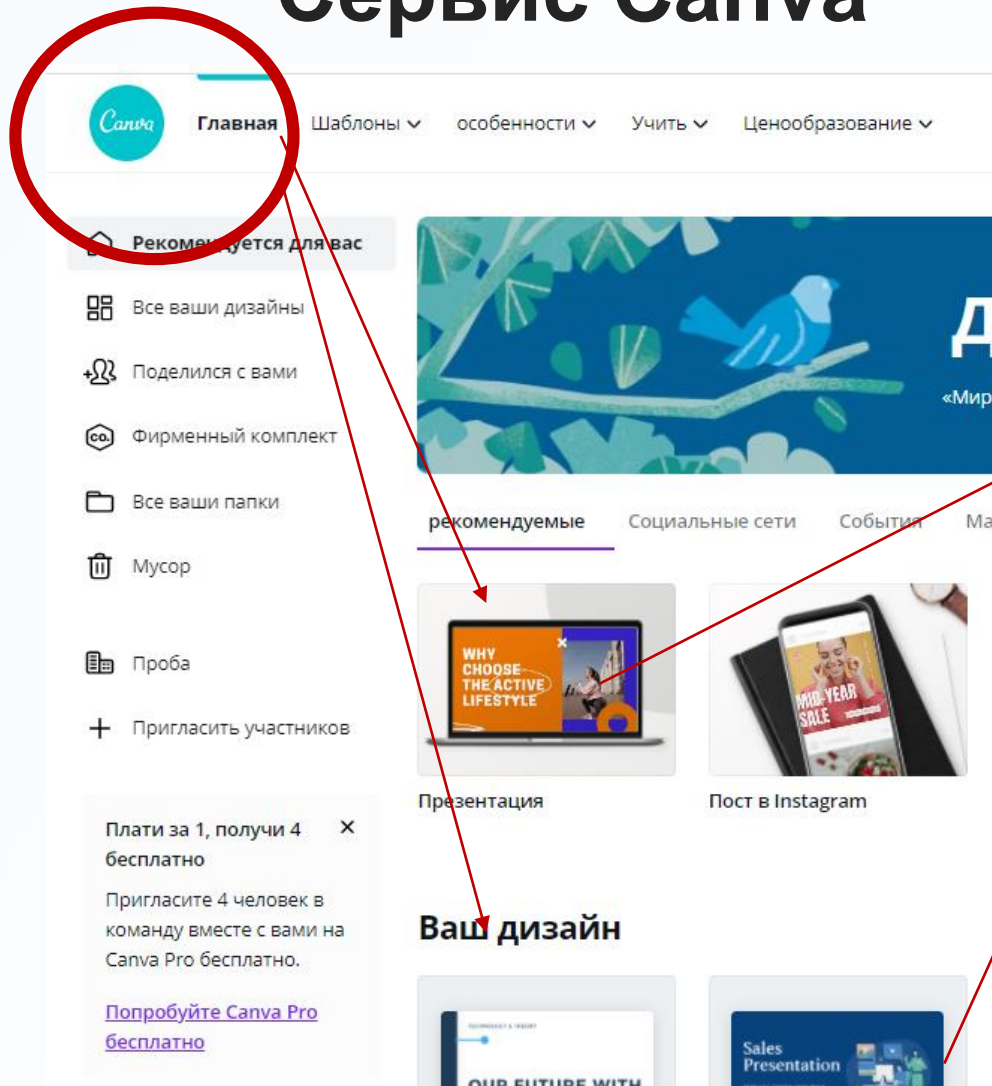 Сервис Canva
Canva
Главная
Шаблоны
особенности
Учить
Ценообразование
Рекомендуется для вас
Все ваши дизайны
Поделился с вами
CO.
Фирменный комплект
Все ваши папки
Мусор
Проба
Пригласить участников
Плати за 1, получи 4
бесплатно
Пригласите 4 человек в
команду вместе с вами на
Canva Pro бесплатно.
Попробуйте Canva Pro
бесплатно
Д
«Мир
рекомендуемые
Социальные сети
События
Ма
WHY
CHOOSE
THE ACTIVE
LIFESTYLE
MID-YEAR
SALE
Презентация
Пост в Instagram
Ваш дизайн
OUR FUTURE WITH
Sales
Presentation